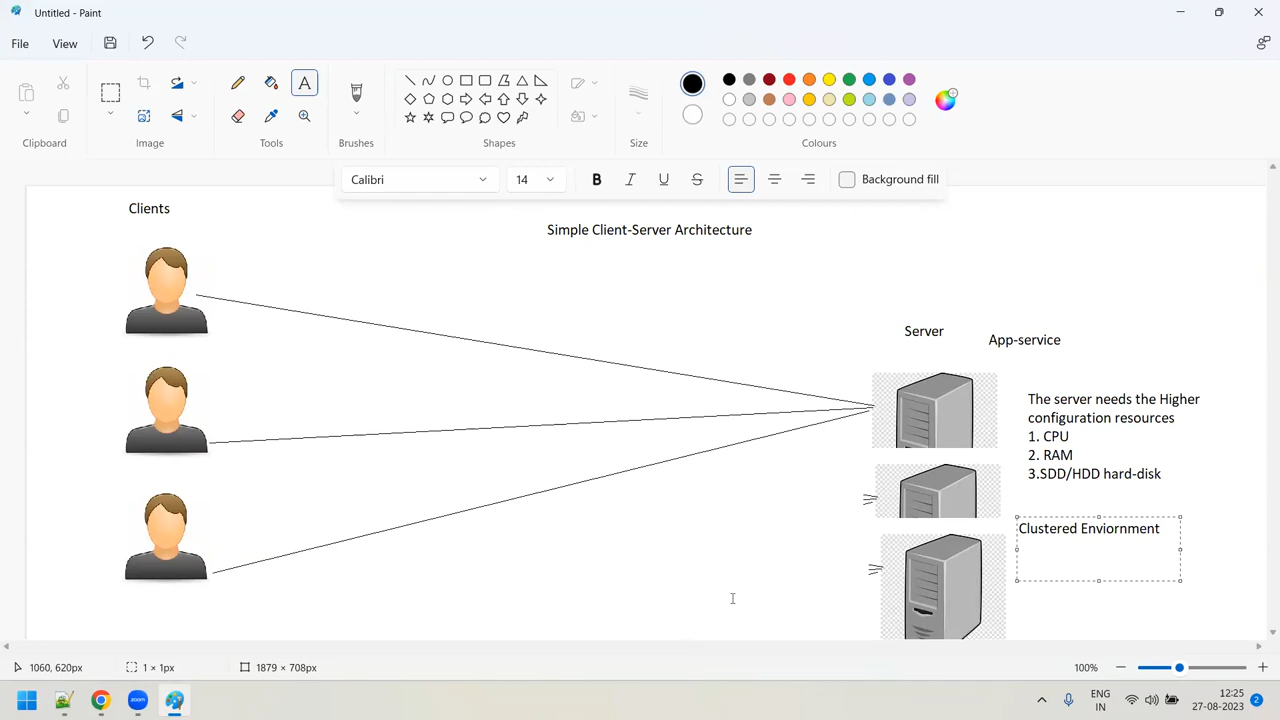 Untitled - Paint
File View
Clipboard
Image
Tools
Brushes
Shapes
Size
Colours
Calibri 14 B I U S Background fill
Clients
Simple Client-Server Architecture
Server
App-service
The server needs the Higher
configuration resources
1. CPU
2. RAM
3.SDD/HDD hard-disk
Clustered Enviornment
1060, 620px 1 × 1px 1879 × 708px 100%
zoom
ENG
IN
12:25
27-08-2023
2